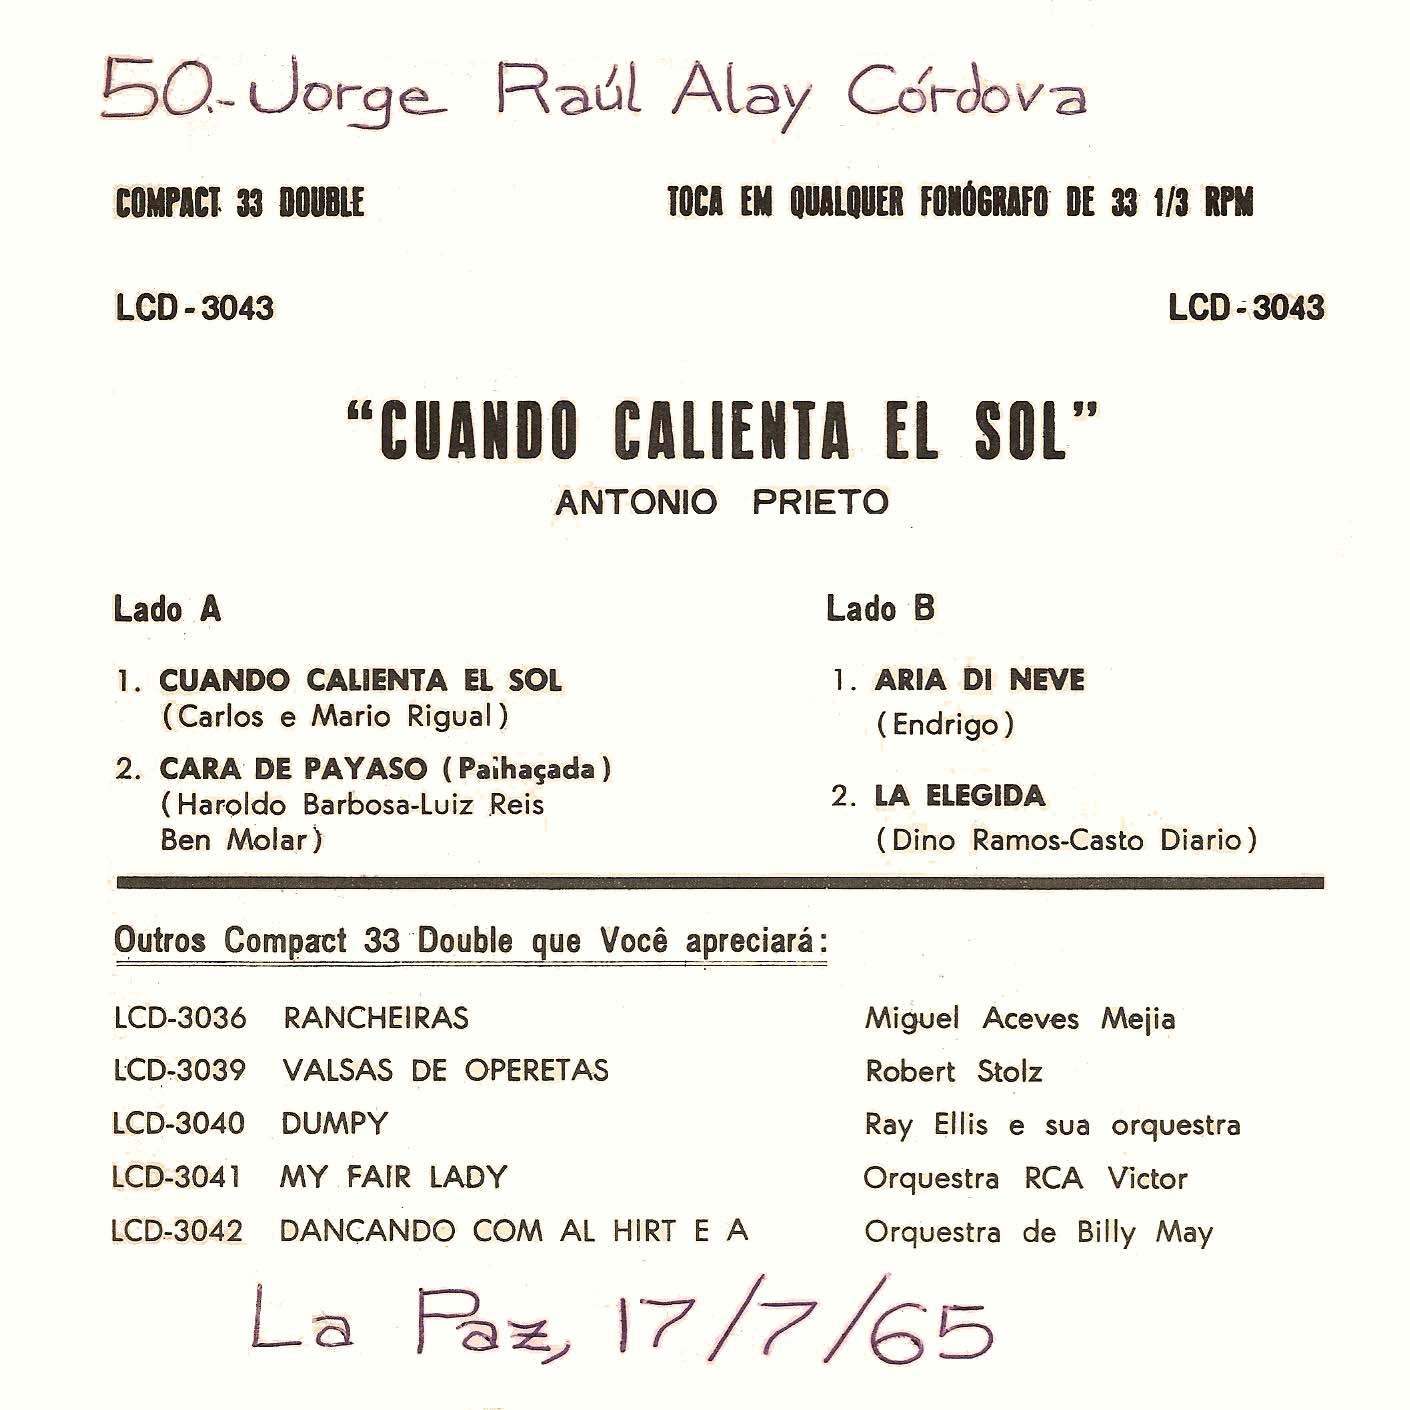 50.- Jorge Raúl Alay Córdova
COMPACT 33 DOUBLE TOCA EM QUALQUER FONÓGRAFO DE 33 1/3 RPM
LCD-3043 LCD-3043
"CUANDO CALIENTA EL SOL"
ANTONIO PRIETO
Lado A
1. CUANDO CALIENTA EL SOL
(Carlos e Mario Rigual)
2. CARA DE PAYASO (Palhaçada)
(Haroldo Barbosa-Luiz Reis
Ben Molar)
Lado B
1. ARIA DI NEVE
(Endrigo)
2. LA ELEGIDA
(Dino Ramos-Casto Diario)
Outros Compact 33 Double que Você apreciará:
LCD-3036 RANCHEIRAS Miguel Aceves Mejia
LCD-3039 VALSAS DE OPERETAS Robert Stolz
LCD-3040 DUMPY Ray Ellis e sua orquestra
LCD-3041 MY FAIR LADY Orquestra RCA Victor
LCD-3042 DANCANDO COM AL HIRT E A Orquestra de Billy May
La Paz, 17/7/65